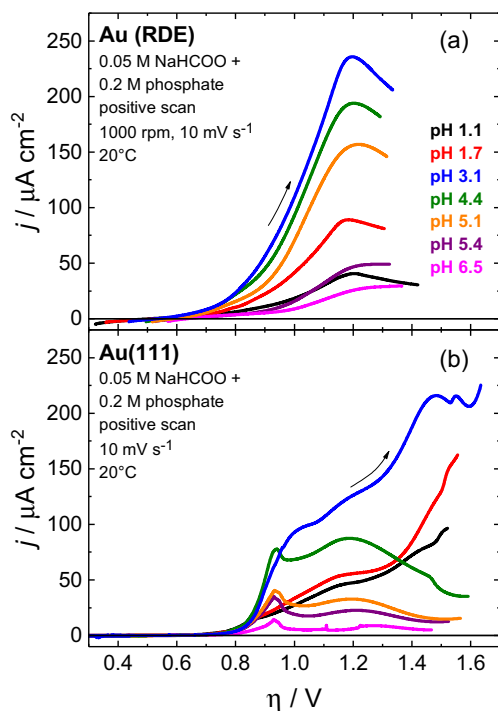 Au (RDE)
(a)
0.05 M NaHCOO +
0.2 M phosphate
positive scan
1000 rpm, 10 mV s⁻¹
20°C
pH 1.1
pH 1.7
pH 3.1
pH 4.4
pH 5.1
pH 5.4
pH 6.5
250
200
150
100
50
0
j / µA cm⁻²
Au(111)
(b)
0.05 M NaHCOO +
0.2 M phosphate
positive scan
10 mV s⁻¹
20°C
250
200
150
100
50
0
j / µA cm⁻²
0.4 0.6 0.8 1.0 1.2 1.4 1.6
η / V